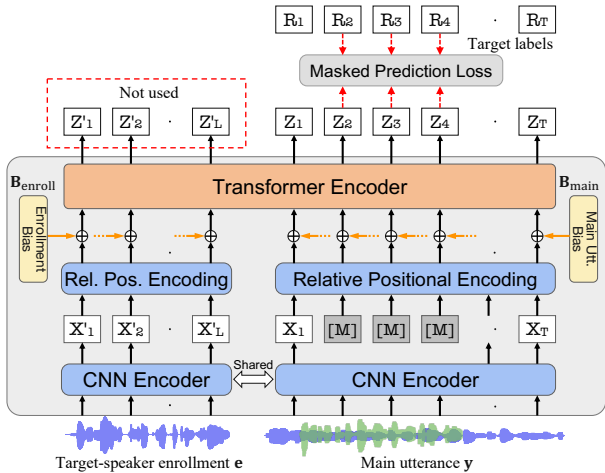 R1 R2 R3 R4 . RT
Target labels
Masked Prediction Loss
Not used
Z'1 Z'2 . Z'L Z1 Z2 Z3 Z4 . ZT
Benroll Bmain
Transformer Encoder
Enrollment
Bias
Main Utt.
Bias
Rel. Pos. Encoding Relative Positional Encoding
X'1 X'2 . X'L X1 [M] [M] [M] . XT
Shared
CNN Encoder CNN Encoder
Target-speaker enrollment e Main utterance y